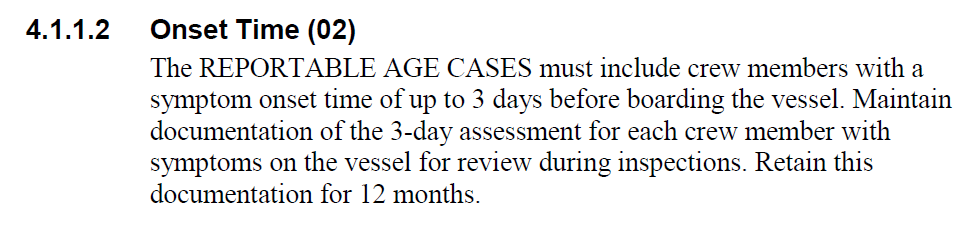 4.1.1.2 Onset Time (02)
The REPORTABLE AGE CASES must include crew members with a
symptom onset time of up to 3 days before boarding the vessel. Maintain
documentation of the 3-day assessment for each crew member with
symptoms on the vessel for review during inspections. Retain this
documentation for 12 months.